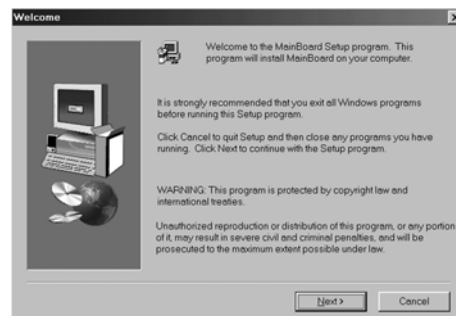 Welcome
Welcome to the MainBoard Setup program. This
program will install MainBoard on your computer.
It is strongly recommended that you exit all Windows programs
before running this Setup program.
Click Cancel to quit Setup and then close any programs you have
running. Click Next to continue with the Setup program.
WARNING: This program is protected by copyright law and
international treaties.
Unauthorized reproduction or distribution of this program, or any portion
of it, may result in severe civil and criminal penalties, and will be
prosecuted to the maximum extent possible under law.
Next >
Cancel